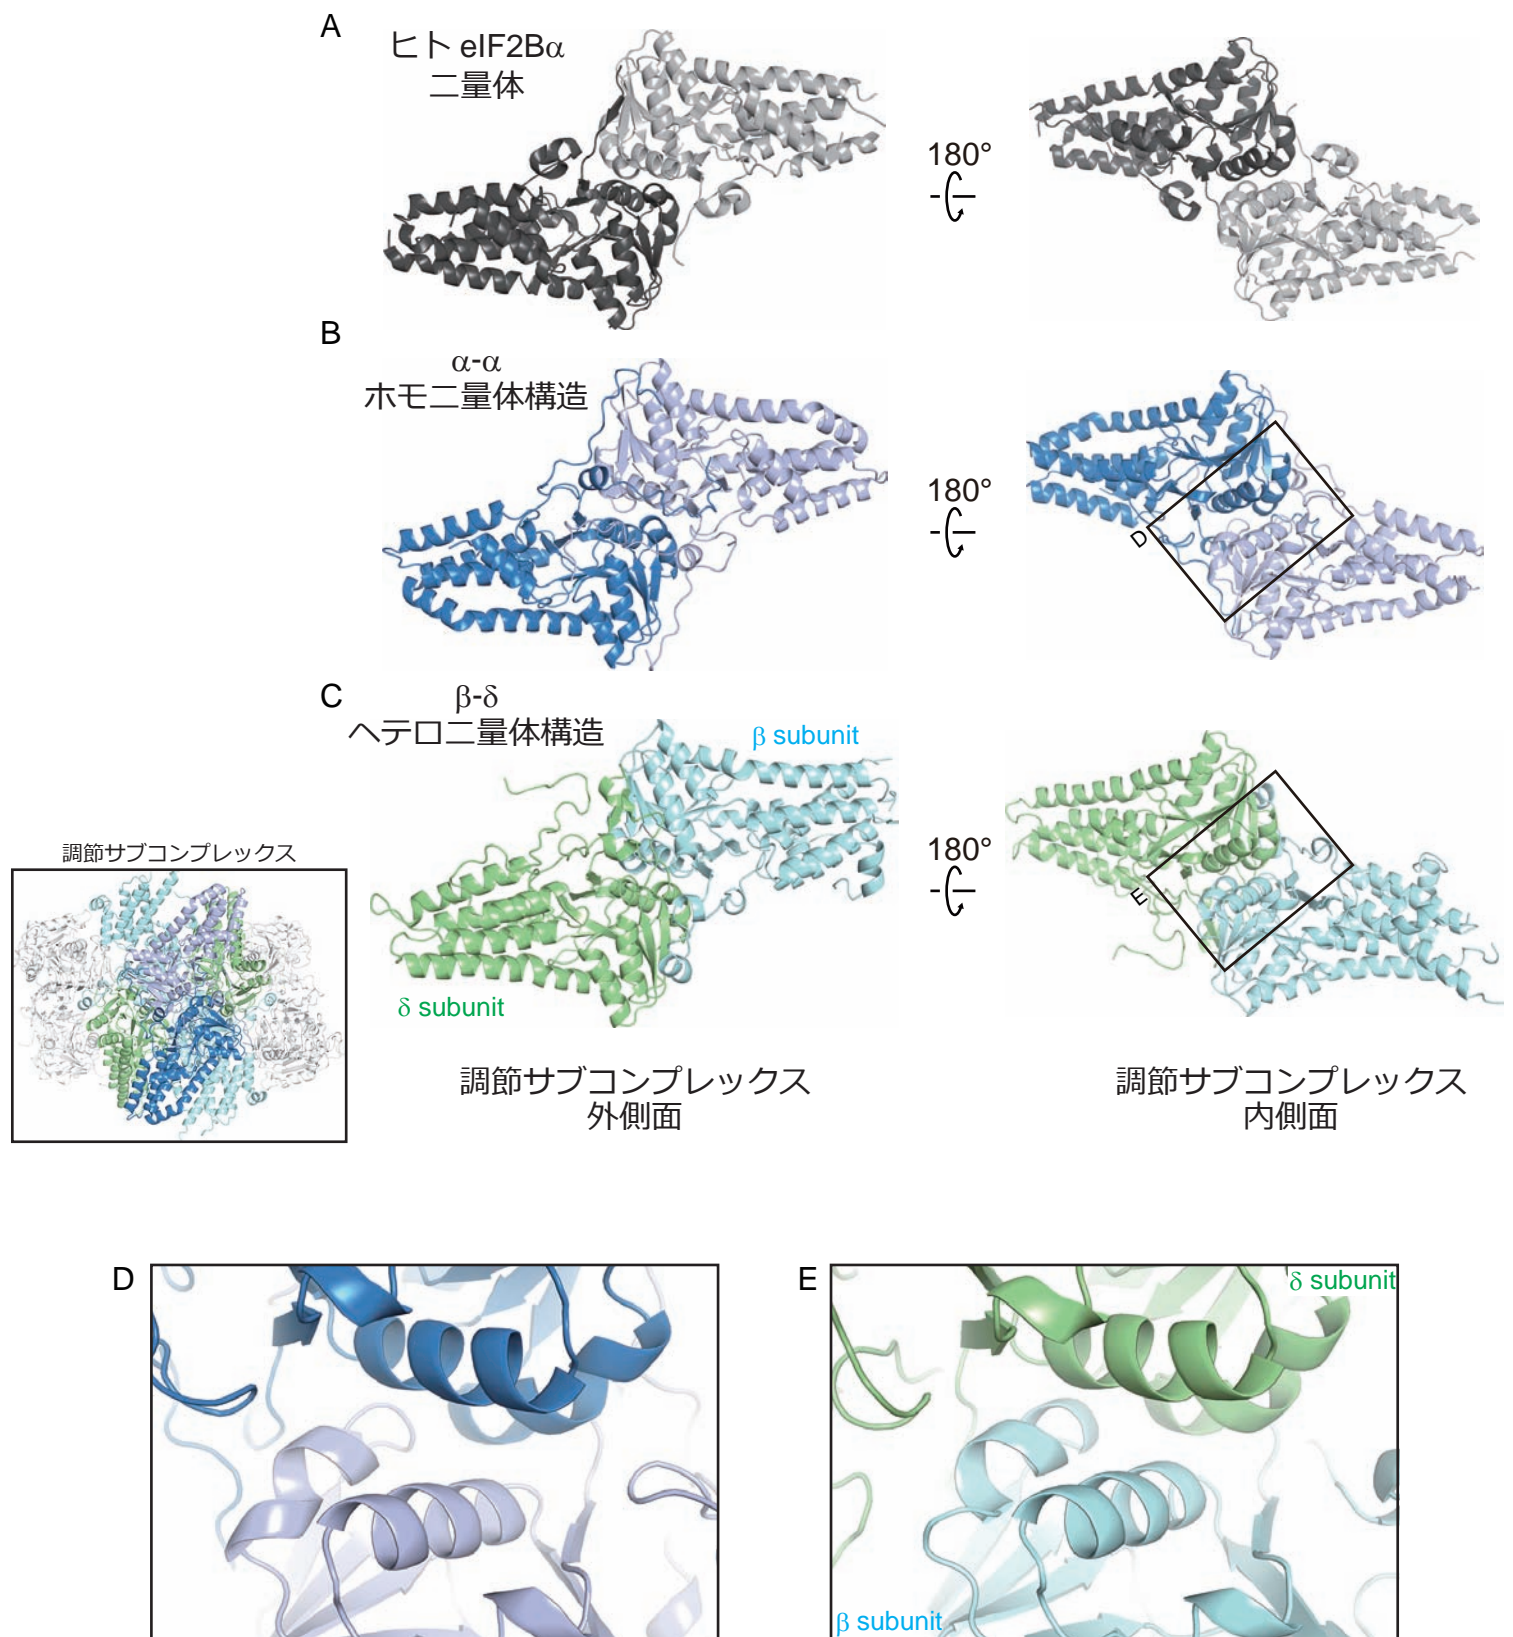 A
ヒト eIF2Bα
二量体
180°
B
α-α
ホモ二量体構造
180°
D
C
β-δ
ヘテロ二量体構造
β subunit
δ subunit
180°
E
調節サブコンプレックス
調節サブコンプレックス
外側面
調節サブコンプレックス
内側面
D
E
δ subunit
β subunit